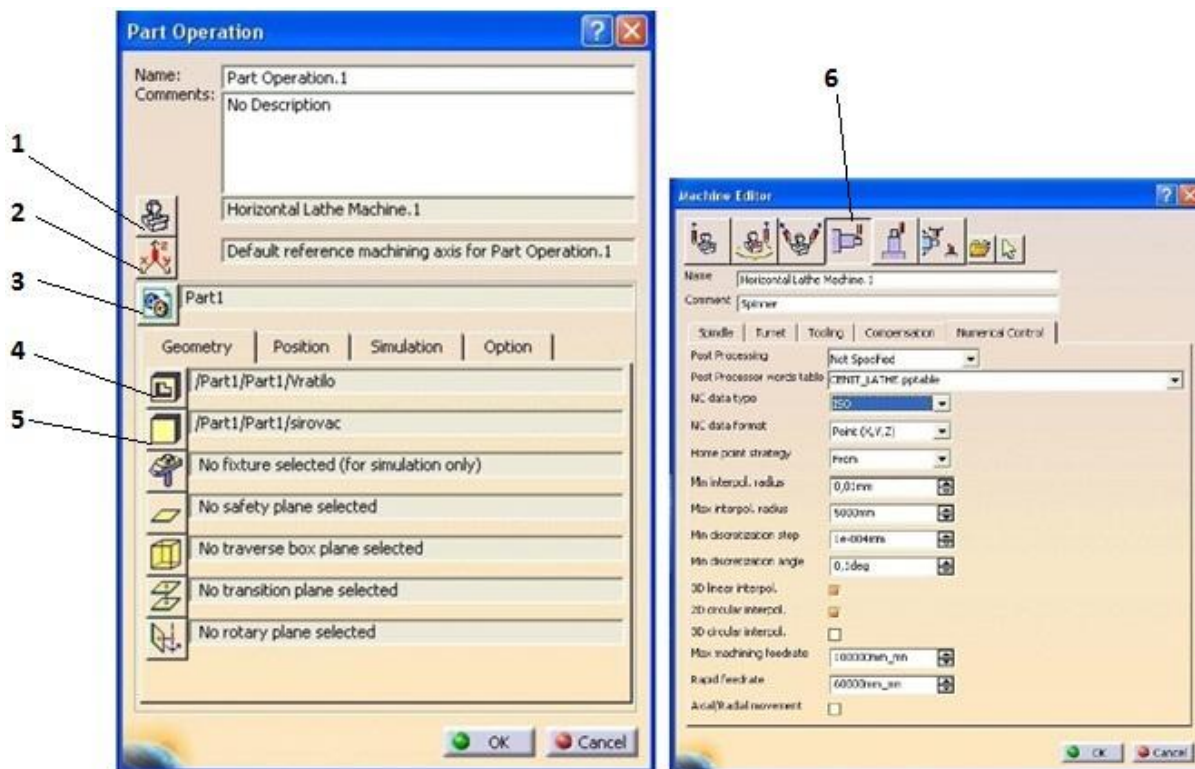 Part Operation
Name:
Part Operation.1
Comments:
No Description
1
Horizontal Lathe Machine.1
2
Default reference machining axis for Part Operation.1
3
Part1
Geometry Position Simulation Option
4
/Part1/Part1/Vratilo
5
/Part1/Part1/sirovac
No fixture selected (for simulation only)
No safety plane selected
No traverse box plane selected
No transition plane selected
No rotary plane selected
OK Cancel
6
Machine Editor
Name
Horizontal Lathe Machine.1
Comment
Spinner
Spindle Turret Tooling Compensation Numerical Control
Post Processing
Not Specified
Post Processor words table
CENIT_LATHE.pptable
NC data type
ISO
NC data format
Point (X,Y,Z)
Home point strategy
From
Min interpol. radius
0,01mm
Max interpol. radius
5000mm
Min discretization step
1e-004mm
Min discretization angle
0,1deg
3D linear interpol.
2D circular interpol.
3D circular interpol.
Max machining feedrate
100000mm_mn
Rapid feedrate
60000mm_mn
Axial/Radial movement
OK Cancel